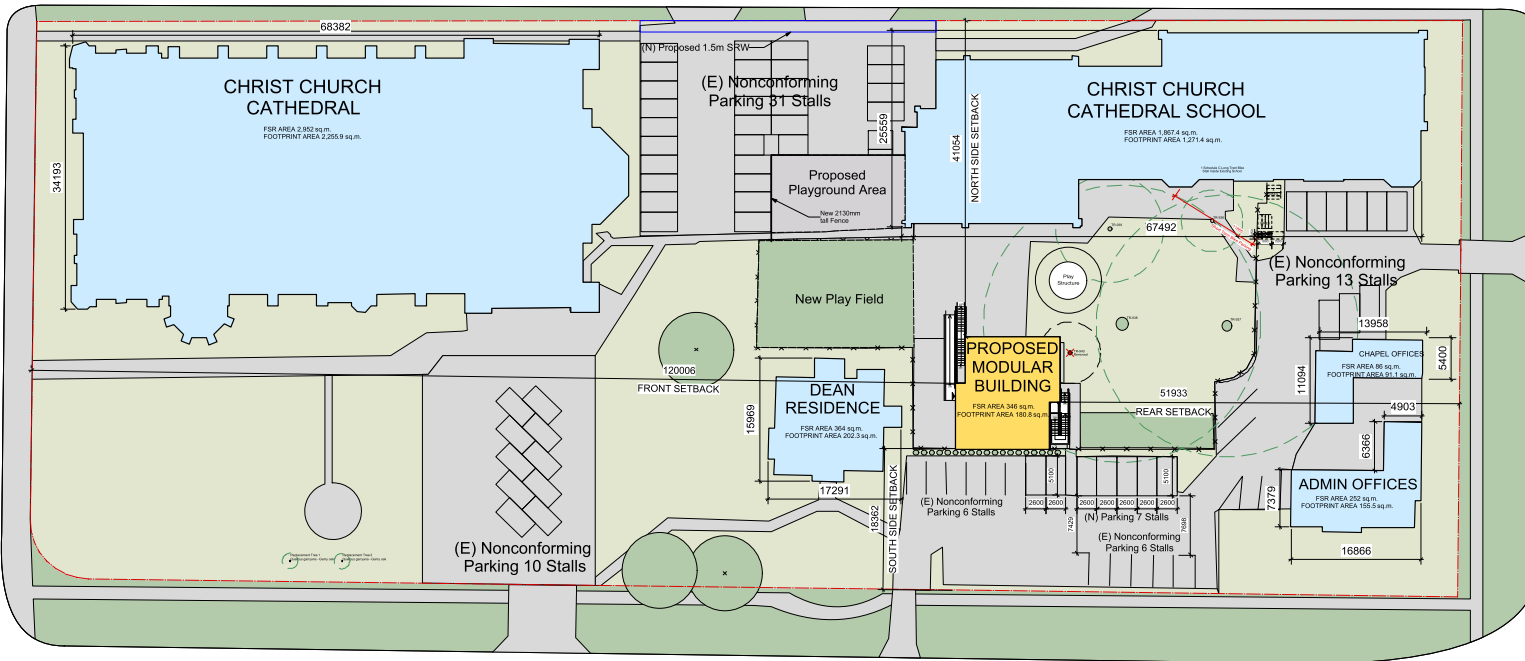 68382
(N) Proposed 1.5m SRW
CHRIST CHURCH
CATHEDRAL
FSR AREA 2,952 sq.m.
FOOTPRINT AREA 2,255.9 sq.m.
34193
(E) Nonconforming
Parking 31 Stalls
25559
41054
NORTH SIDE SETBACK
CHRIST CHURCH
CATHEDRAL SCHOOL
FSR AREA 1,867.4 sq.m.
FOOTPRINT AREA 1,271.4 sq.m.
Proposed
Playground Area
New 2130mm
tall Fence
67492
(E) Nonconforming
Parking 13 Stalls
Play
Structure
New Play Field
13958
CHAPEL OFFICES
FSR AREA 86 sq.m.
FOOTPRINT AREA 91.1 sq.m.
5400
11094
4903
PROPOSED
MODULAR
BUILDING
FSR AREA 346 sq.m.
FOOTPRINT AREA 180.8 sq.m.
120006
FRONT SETBACK
DEAN
RESIDENCE
FSR AREA 364 sq.m.
FOOTPRINT AREA 202.3 sq.m.
15969
17291
51933
REAR SETBACK
6366
7379
ADMIN OFFICES
FSR AREA 252 sq.m.
FOOTPRINT AREA 155.5 sq.m.
16866
18362
SOUTH SIDE SETBACK
(E) Nonconforming
Parking 6 Stalls
5100
5100
2600
2600
2600
2600
2600
2600
2600
(N) Parking 7 Stalls
7429
7696
(E) Nonconforming
Parking 6 Stalls
(E) Nonconforming
Parking 10 Stalls